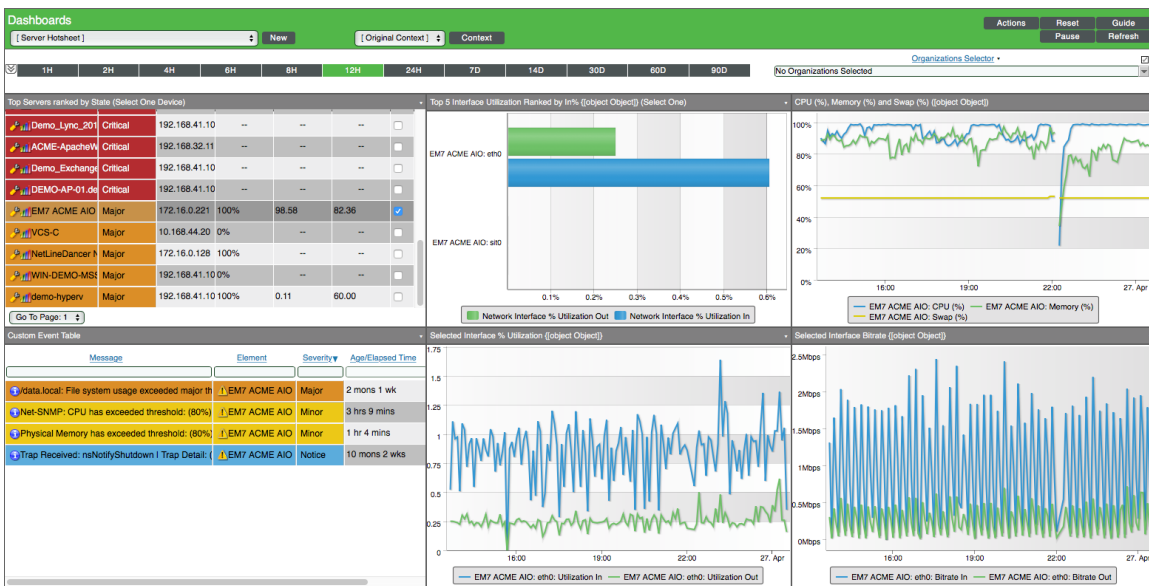 Dashboards
[ Server Hotsheet ] New [ Original Context ] Context
Actions Reset Guide
Pause Refresh
1H 2H 4H 6H 8H 12H 24H 7D 14D 30D 60D 90D
Organizations Selector
No Organizations Selected
Top Servers ranked by State (Select One Device)
Demo_Lync_201 Critical 192.168.41.10 -- --
ACME-ApacheW Critical 192.168.32.11 -- --
Demo_Exchange Critical 192.168.41.10 -- --
DEMO-AP-01.de Critical 192.168.41.10 -- --
EM7 ACME AIO Major 172.16.0.221 100% 98.58 82.36
VCS-C Major 10.168.44.20 0% -- --
NetLineDancer N Major 172.16.0.128 100% -- --
WIN-DEMO-MSS Major 192.168.41.10 0% -- --
demo-hyperv Major 192.168.41.10 100% 0.11 60.00
Go To Page: 1
Top 5 Interface Utilization Ranked by In% {[object Object]} (Select One)
EM7 ACME AIO: eth0
EM7 ACME AIO: sit0
0.1% 0.2% 0.3% 0.4% 0.5% 0.6%
Network Interface % Utilization Out Network Interface % Utilization In
CPU (%), Memory (%) and Swap (%) {[object Object]}
100%
80%
60%
40%
20%
0%
16:00 19:00 22:00 27. Apr
EM7 ACME AIO: CPU (%) EM7 ACME AIO: Memory (%)
EM7 ACME AIO: Swap (%)
Custom Event Table
Message Element Severity Age/Elapsed Time
/data.local: File system usage exceeded major th EM7 ACME AIO Major 2 mons 1 wk
Net-SNMP: CPU has exceeded threshold: (80%) EM7 ACME AIO Minor 3 hrs 9 mins
Physical Memory has exceeded threshold: (80%) EM7 ACME AIO Minor 1 hr 4 mins
Trap Received: nsNotifyShutdown | Trap Detail: ( EM7 ACME AIO Notice 10 mons 2 wks
Selected Interface % Utilization {[object Object]}
1.75
1.5
1.25
1
0.75
0.5
0.25
0
16:00 19:00 22:00 27. Apr
EM7 ACME AIO: eth0: Utilization In EM7 ACME AIO: eth0: Utilization Out
Selected Interface Bitrate {[object Object]}
2.5Mbps
2Mbps
1.5Mbps
1Mbps
0.5Mbps
0Mbps
16:00 19:00 22:00 27. Apr
EM7 ACME AIO: eth0: Bitrate In EM7 ACME AIO: eth0: Bitrate Out